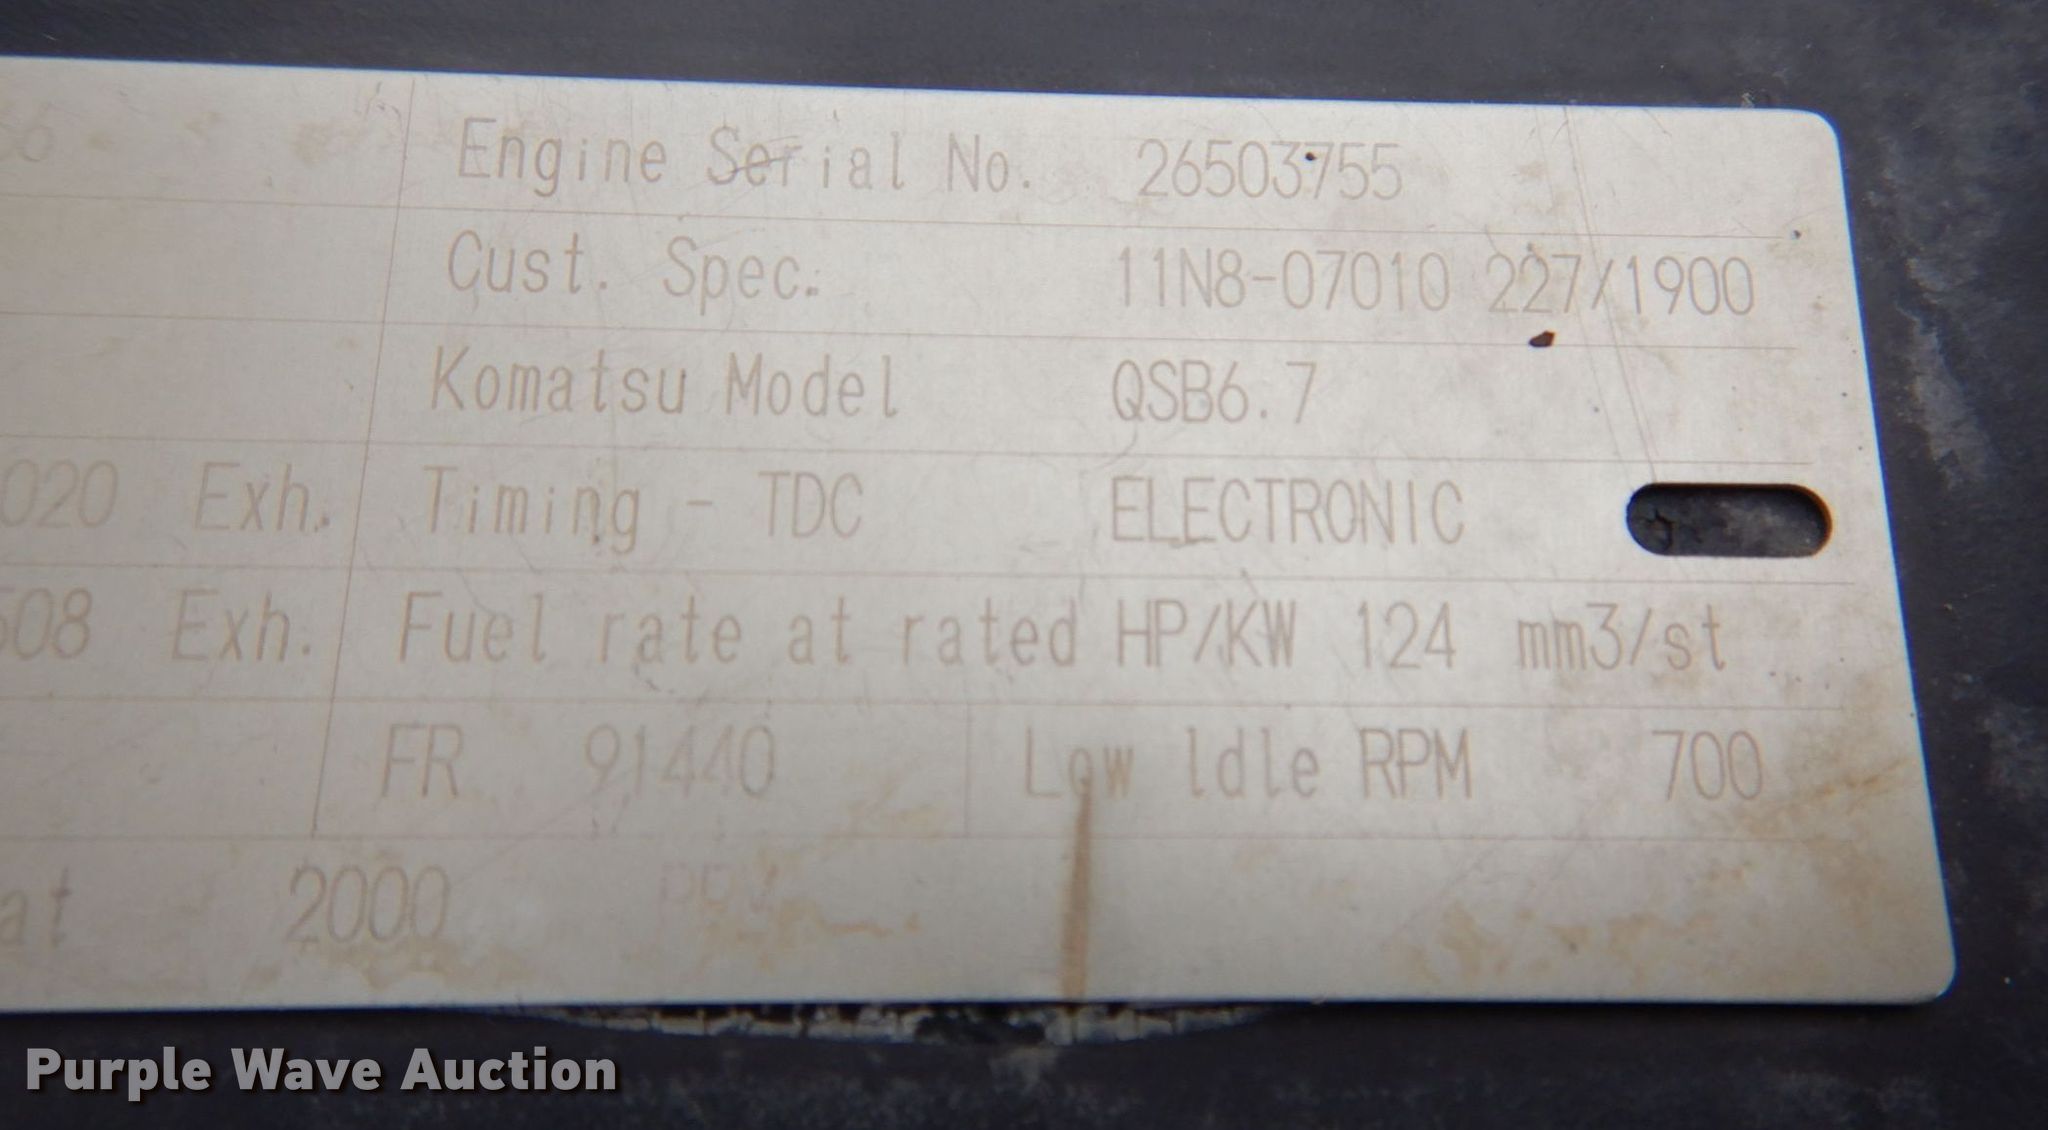 Engine Serial No. 26503755
Cust. Spec. 11N8-07010 227/1900
Komatsu Model QSB6.7
020 Exh. Timing - TDC ELECTRONIC
508 Exh. Fuel rate at rated HP/KW 124 mm3/st
FR 91440 Low ldle RPM 700
at 2000
Purple Wave Auction